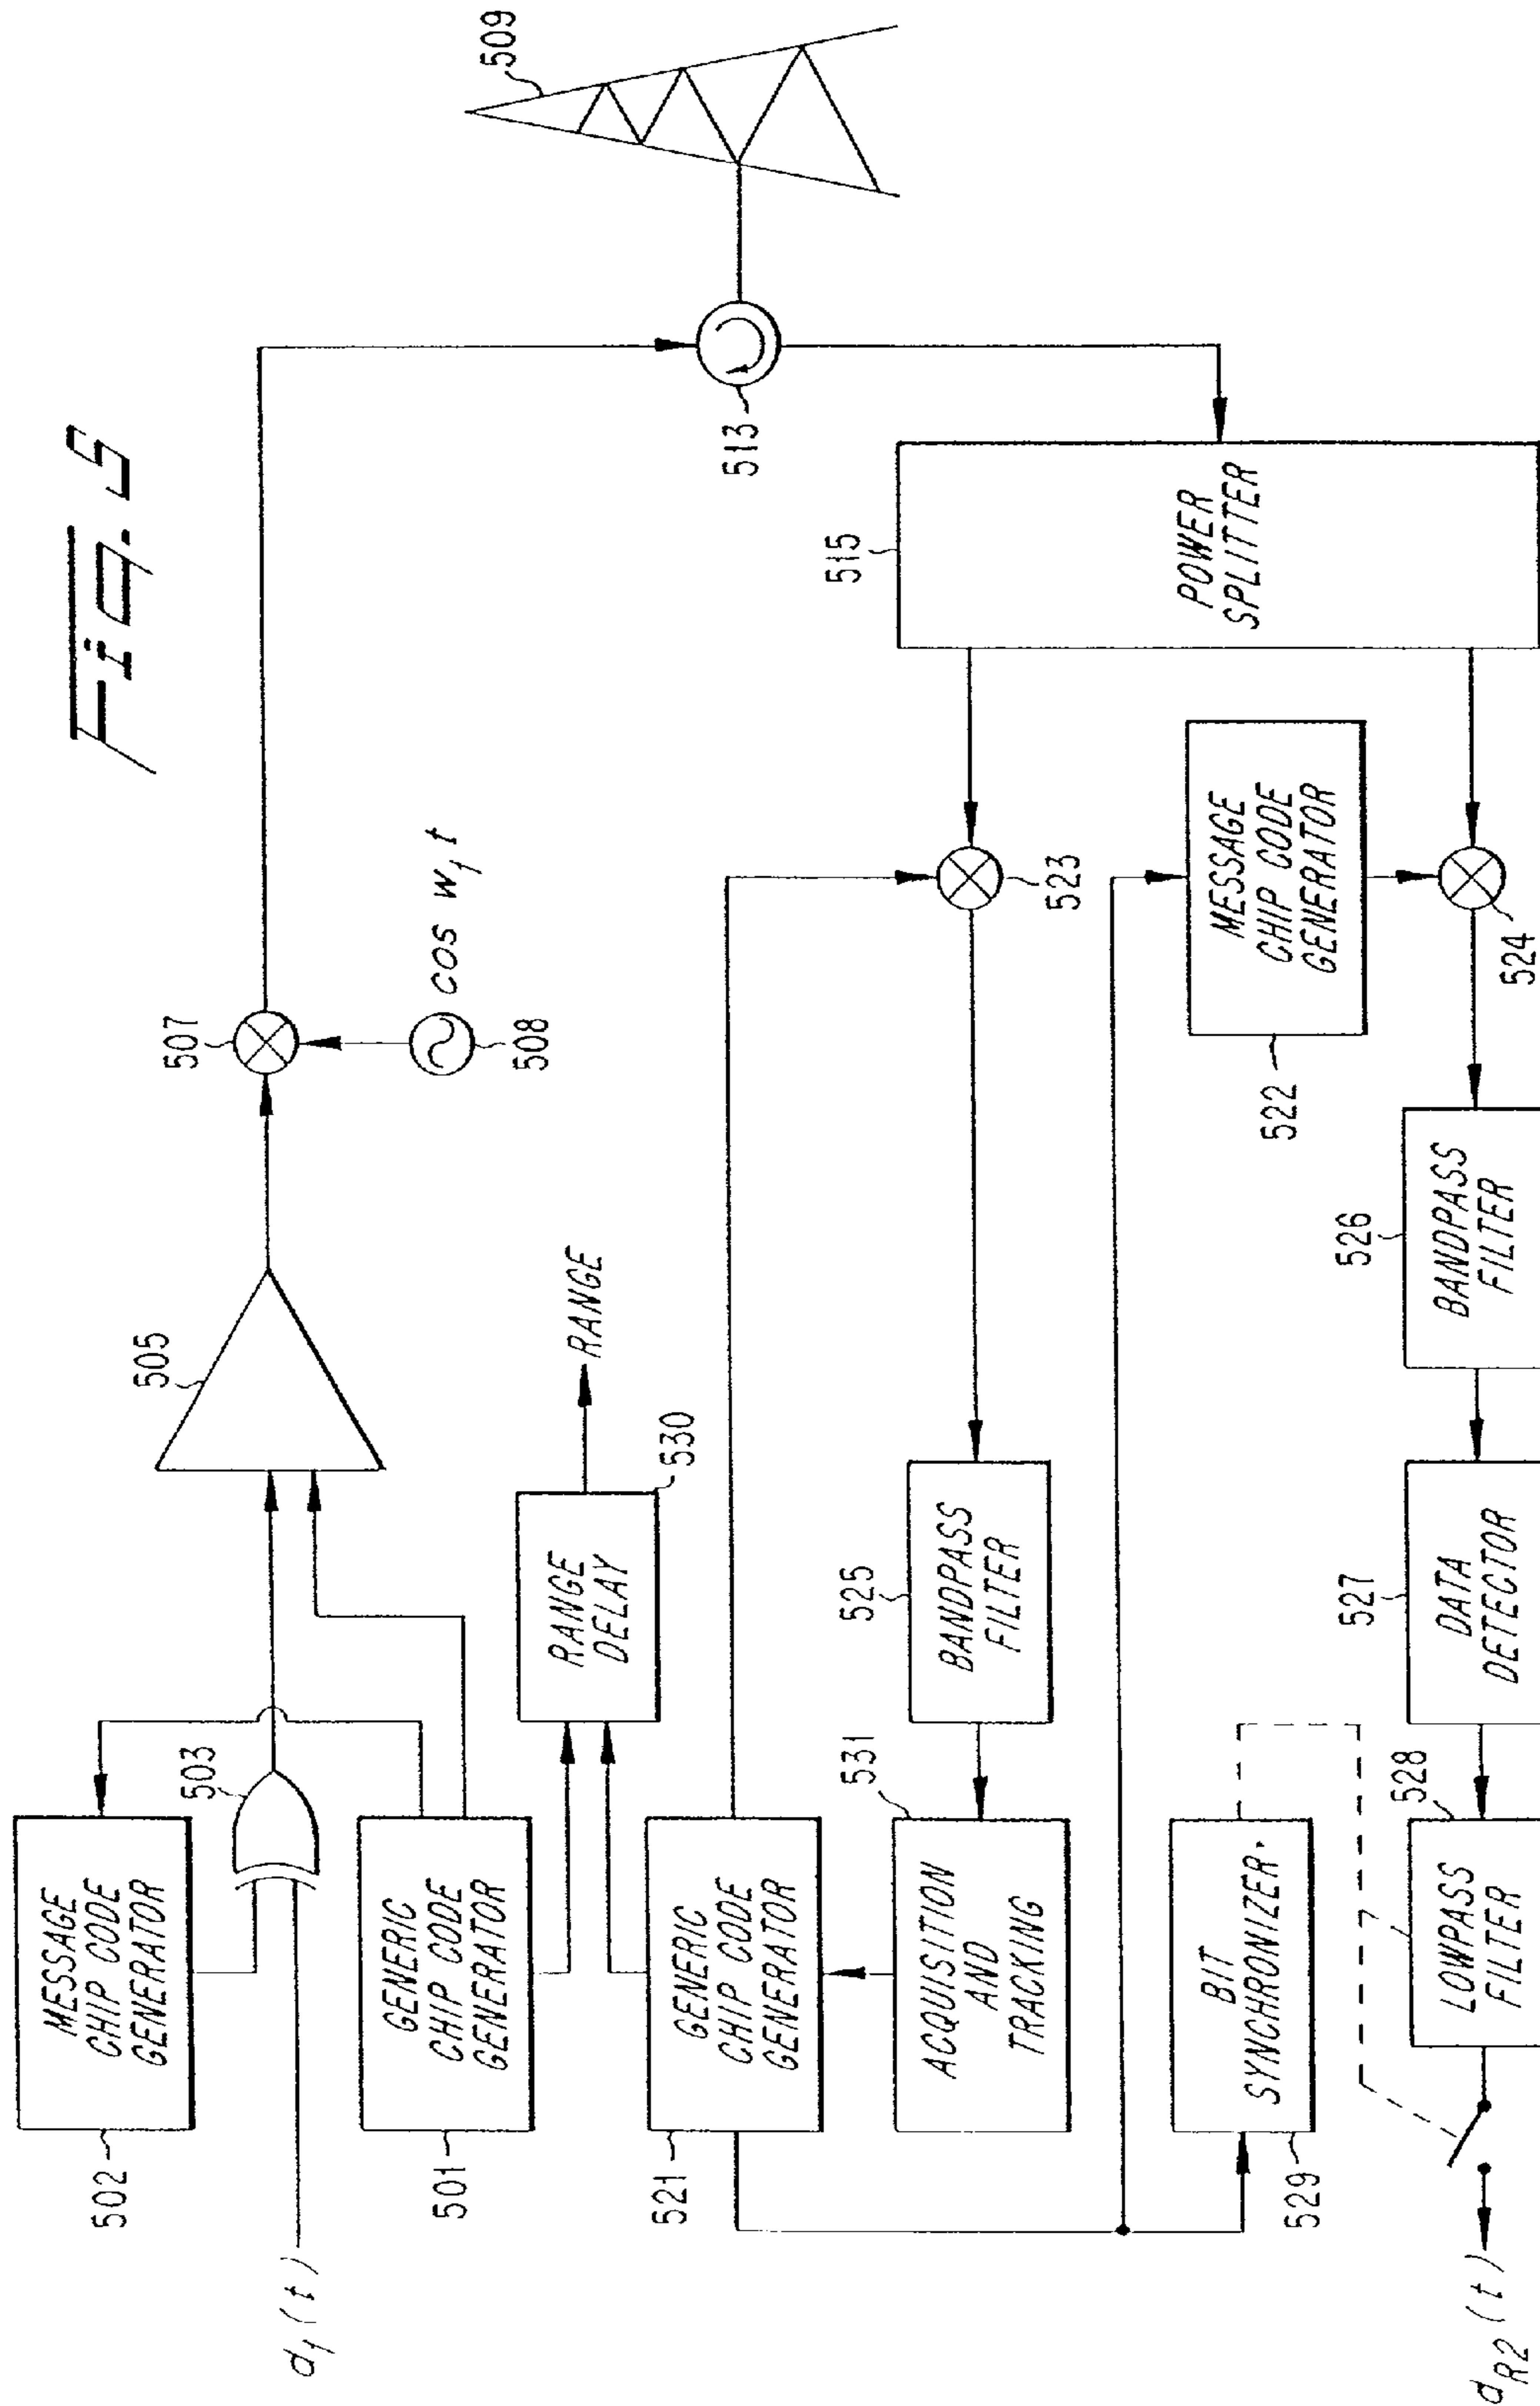 Fig. 5
502
MESSAGE
CHIP CODE
GENERATOR
503
d1(t)
501
GENERIC
CHIP CODE
GENERATOR
505
507
508
cos w1 t
509
513
RANGE
DELAY
530
RANGE
521
GENERIC
CHIP CODE
GENERATOR
531
ACQUISITION
AND
TRACKING
525
BANDPASS
FILTER
523
515
POWER
SPLITTER
522
MESSAGE
CHIP CODE
GENERATOR
524
529
BIT
SYNCHRONIZER.
526
BANDPASS
FILTER
527
DATA
DETECTOR
528
LOWPASS
FILTER
dR2(t)